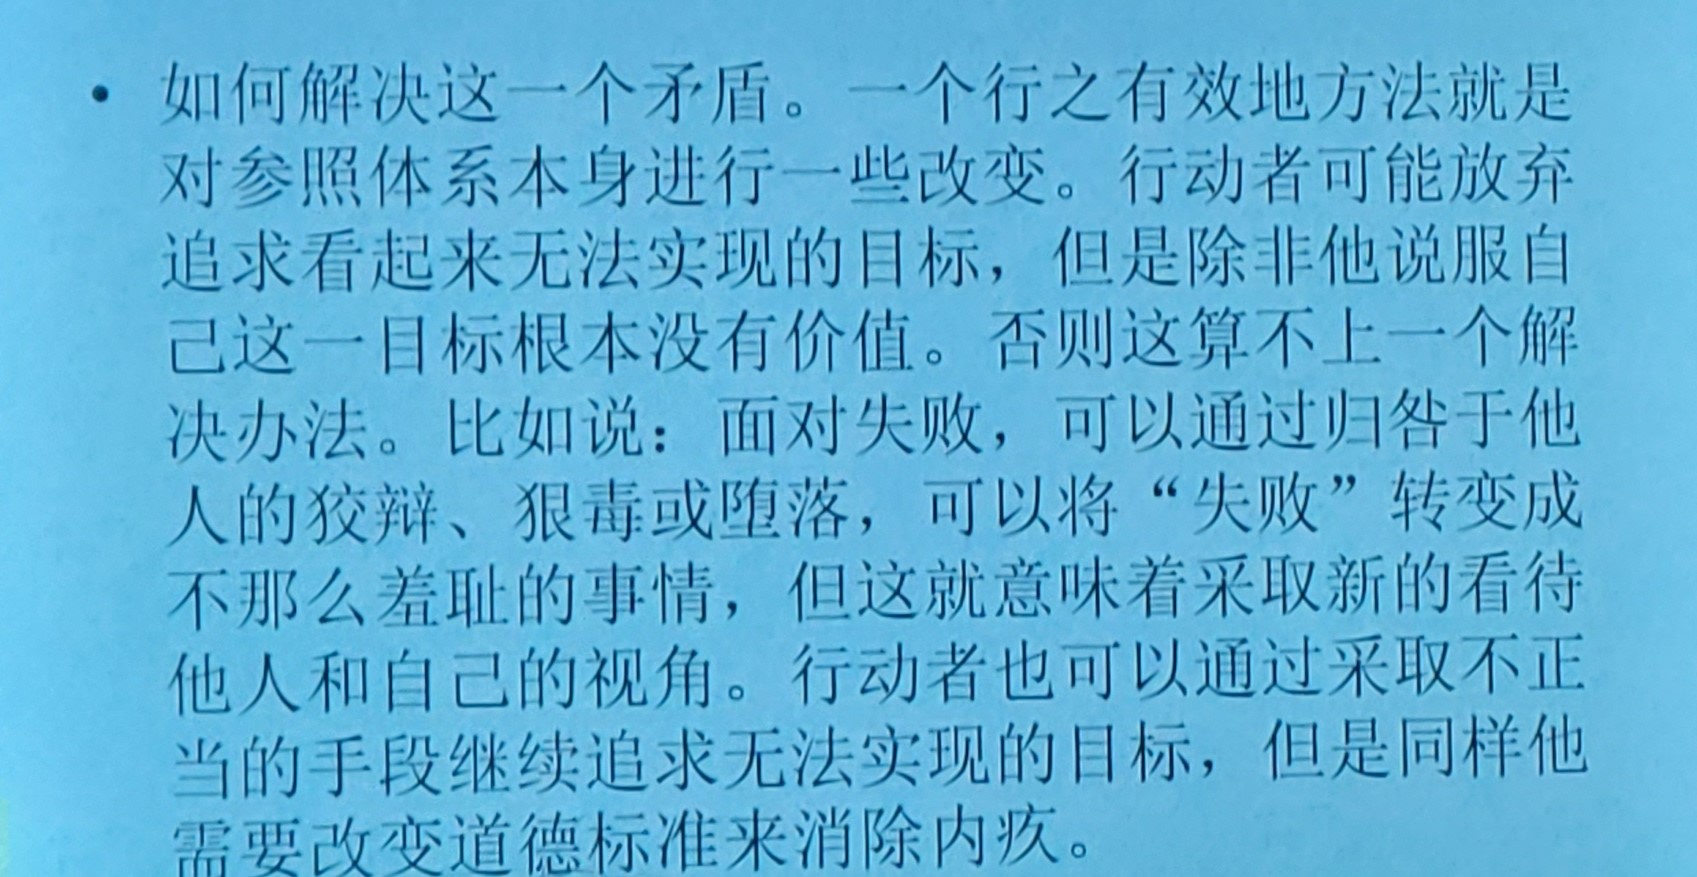 • 如何解决这一个矛盾。一个行之有效地方法就是
对参照体系本身进行一些改变。行动者可能放弃
追求看起来无法实现的目标，但是除非他说服自
己这一目标根本没有价值。否则这算不上一个解
决办法。比如说：面对失败，可以通过归咎于他
人的狡辩、狠毒或堕落，可以将“失败”转变成
不那么羞耻的事情，但这就意味着采取新的看待
他人和自己的视角。行动者也可以通过采取不正
当的手段继续追求无法实现的目标，但是同样他
需要改变道德标准来消除内疚。